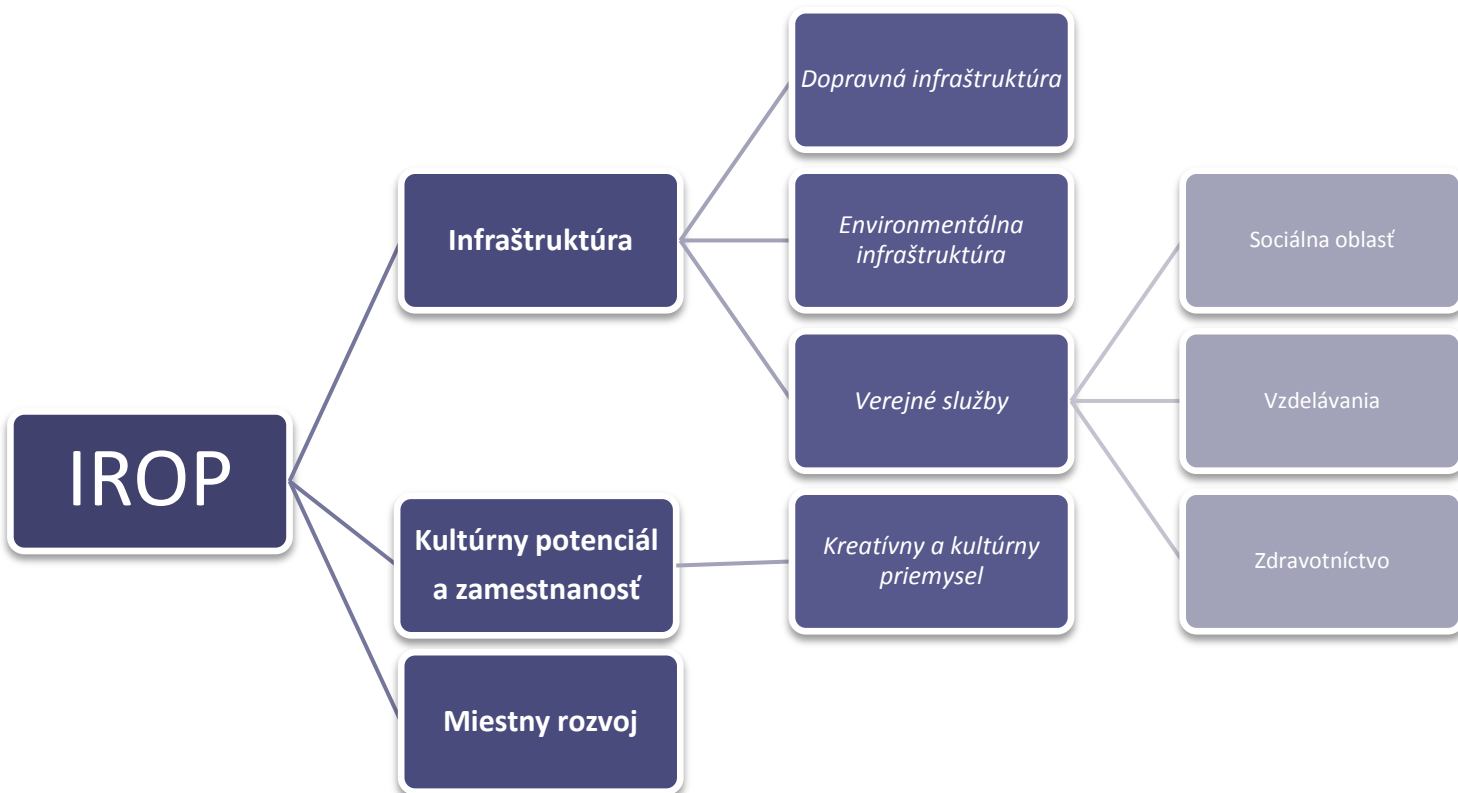 IROP
Infraštruktúra
Dopravná infraštruktúra
Environmentálna
infraštruktúra
Verejné služby
Sociálna oblasť
Vzdelávania
Zdravotníctvo
Kultúrny potenciál
a zamestnanosť
Kreatívny a kultúrny
priemysel
Miestny rozvoj